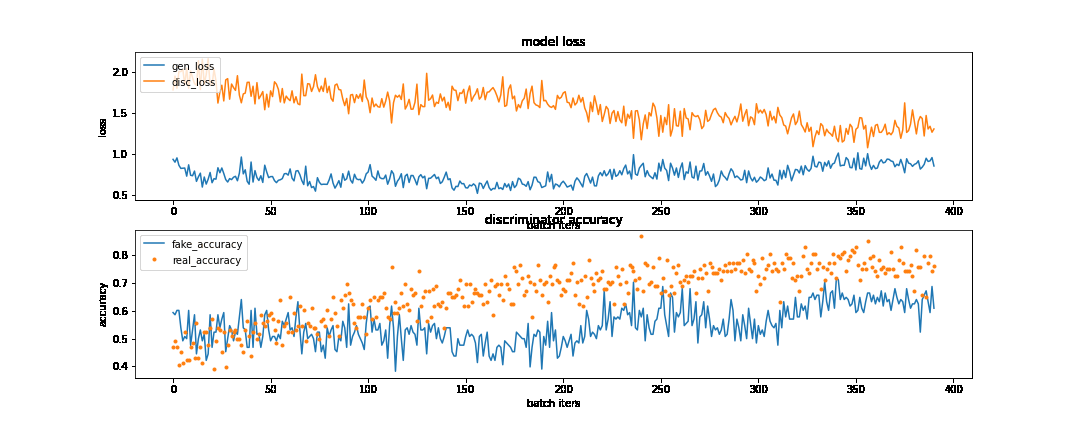 model loss
gen_loss
disc_loss
2.0
1.5
1.0
0.5
loss
0 50 100 150 200 250 300 350 400
batch iters
discriminator accuracy
fake_accuracy
real_accuracy
0.8
0.7
0.6
0.5
0.4
accuracy
0 50 100 150 200 250 300 350 400
batch iters